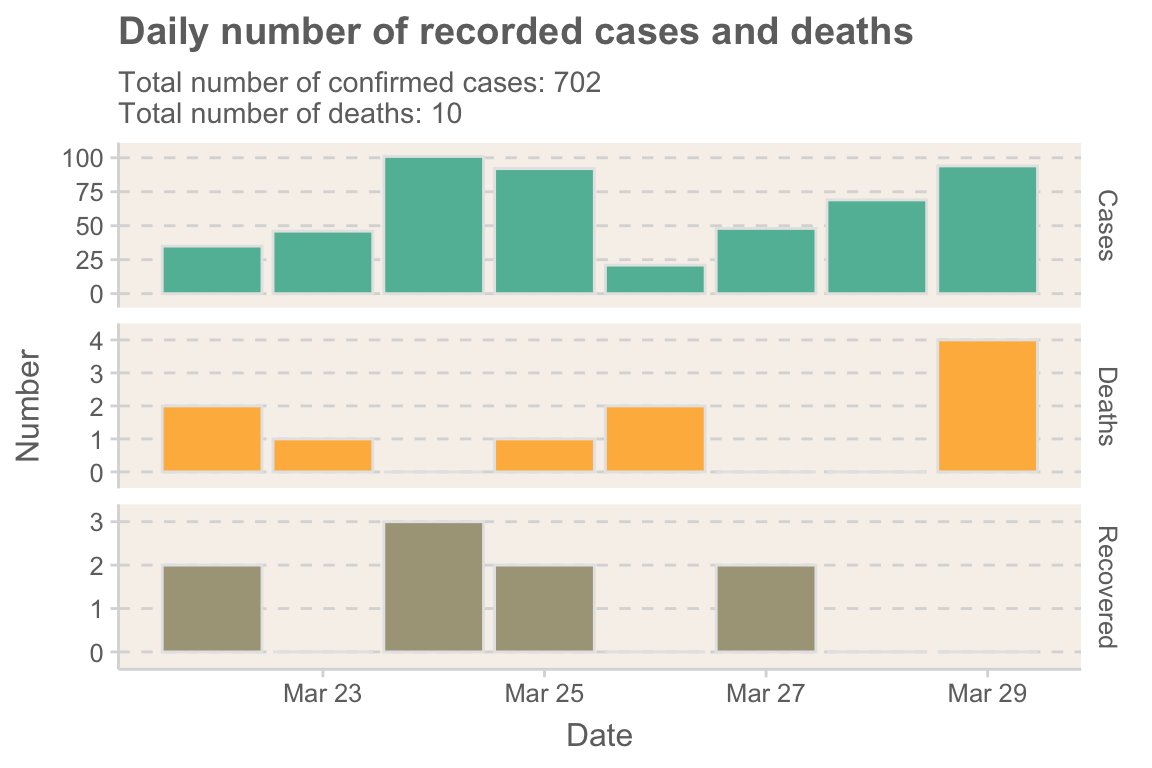 Daily number of recorded cases and deaths
Total number of confirmed cases: 702
Total number of deaths: 10
100
75
50
25
0
Cases
4
3
2
1
0
Deaths
Number
3
2
1
0
Recovered
Mar 23 Mar 25 Mar 27 Mar 29
Date